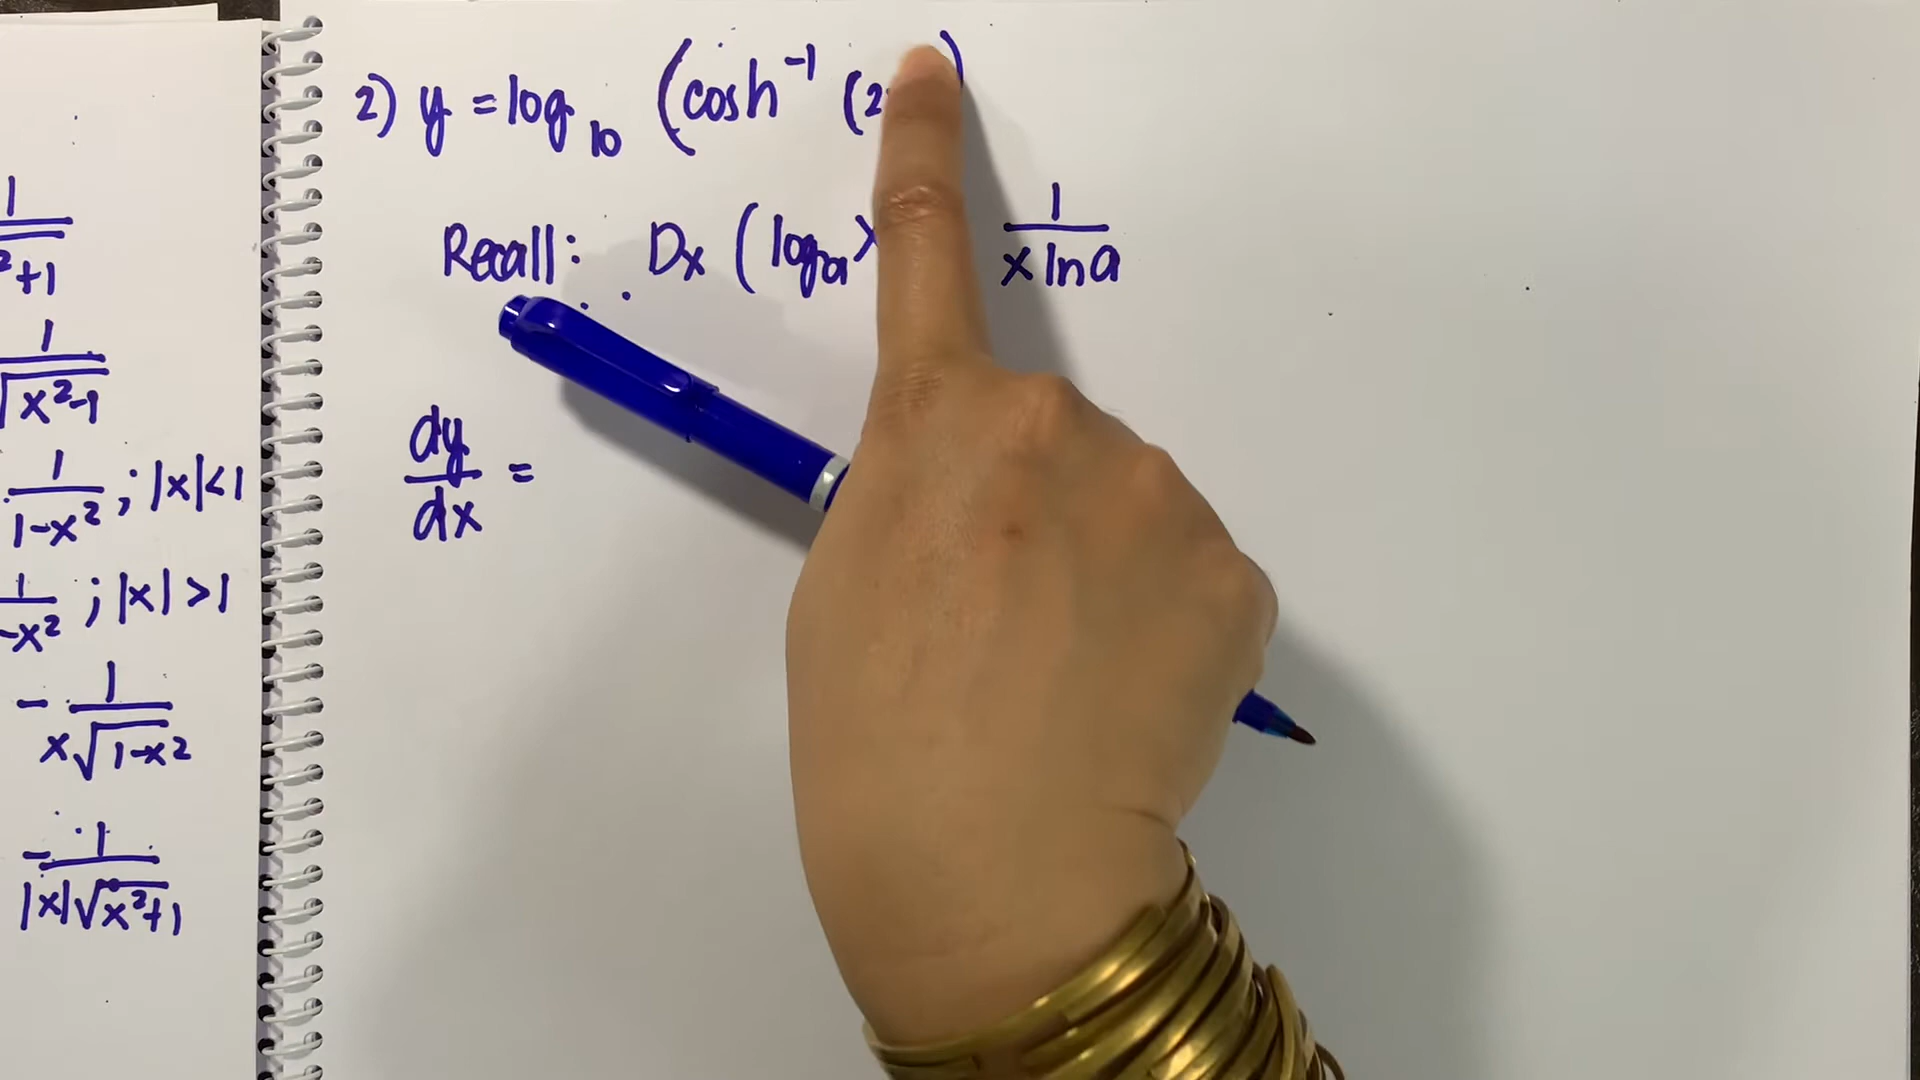 2) y = log₁₀ (cosh⁻¹ (2 )
Recall: Dx (logₐ x 1/(x ln a)
dy/dx =
1/(²+1)
1/√(x²-1)
1/(1-x²) ; |x|<1
1/(-x²) ; |x|>1
- 1/(x√(1-x²))
- 1/(|x|√(x²+1))